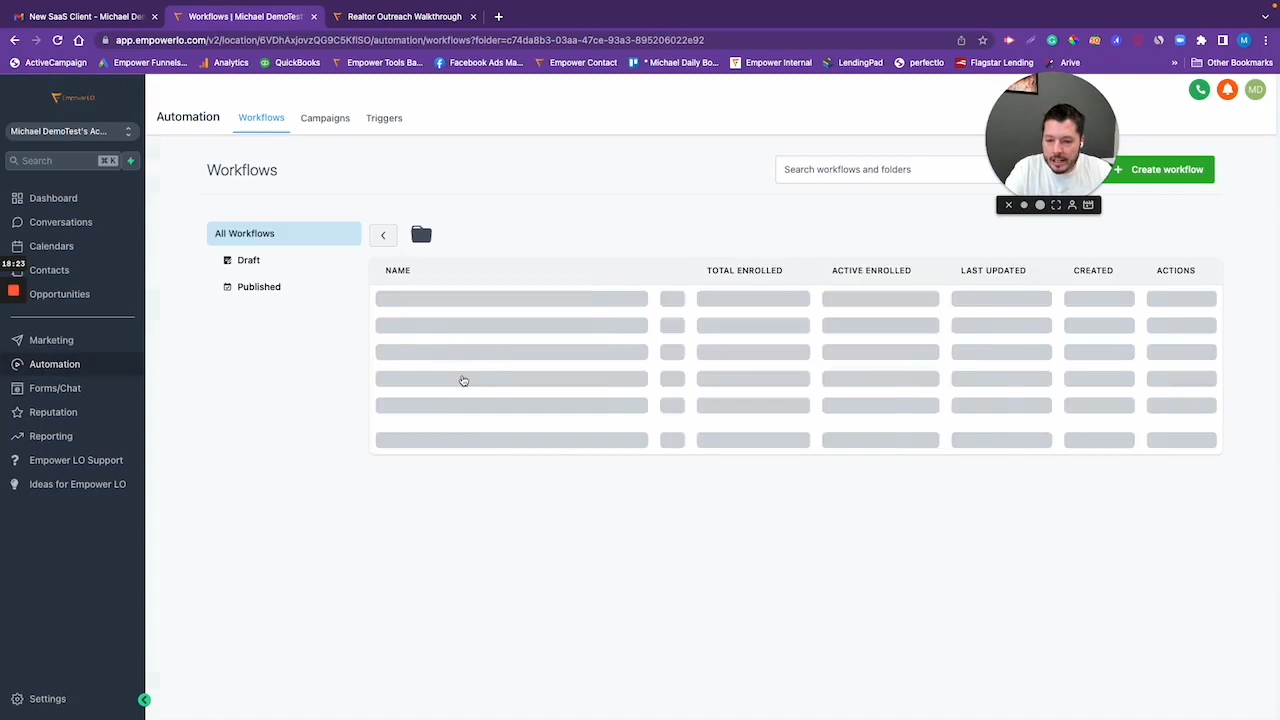 New SaaS Client - Michael De
Workflows | Michael DemoTest'
Realtor Outreach Walkthrough
app.empowerlo.com/v2/location/6VDhAxjovzQG9C5KfISO/automation/workflows?folder=c74da8b3-03aa-47ce-93a3-895206022e92
M
ActiveCampaign
Empower Funnels...
Analytics
QuickBooks
Empower Tools Ba...
Facebook Ads Ma...
Empower Contact
* Michael Daily Bo...
Empower Internal
LendingPad
perfectio
Flagstar Lending
Arive
»
Other Bookmarks
EmpowerLO
MD
Automation
Workflows
Campaigns
Triggers
Michael DemoTest's Ac...
Search
⌘ K
Workflows
Search workflows and folders
+ Create workflow
Dashboard
Conversations
Calendars
18:23
Contacts
Opportunities
Marketing
Automation
Forms/Chat
Reputation
Reporting
Empower LO Support
Ideas for Empower LO
Settings
All Workflows
Draft
Published
NAME
TOTAL ENROLLED
ACTIVE ENROLLED
LAST UPDATED
CREATED
ACTIONS